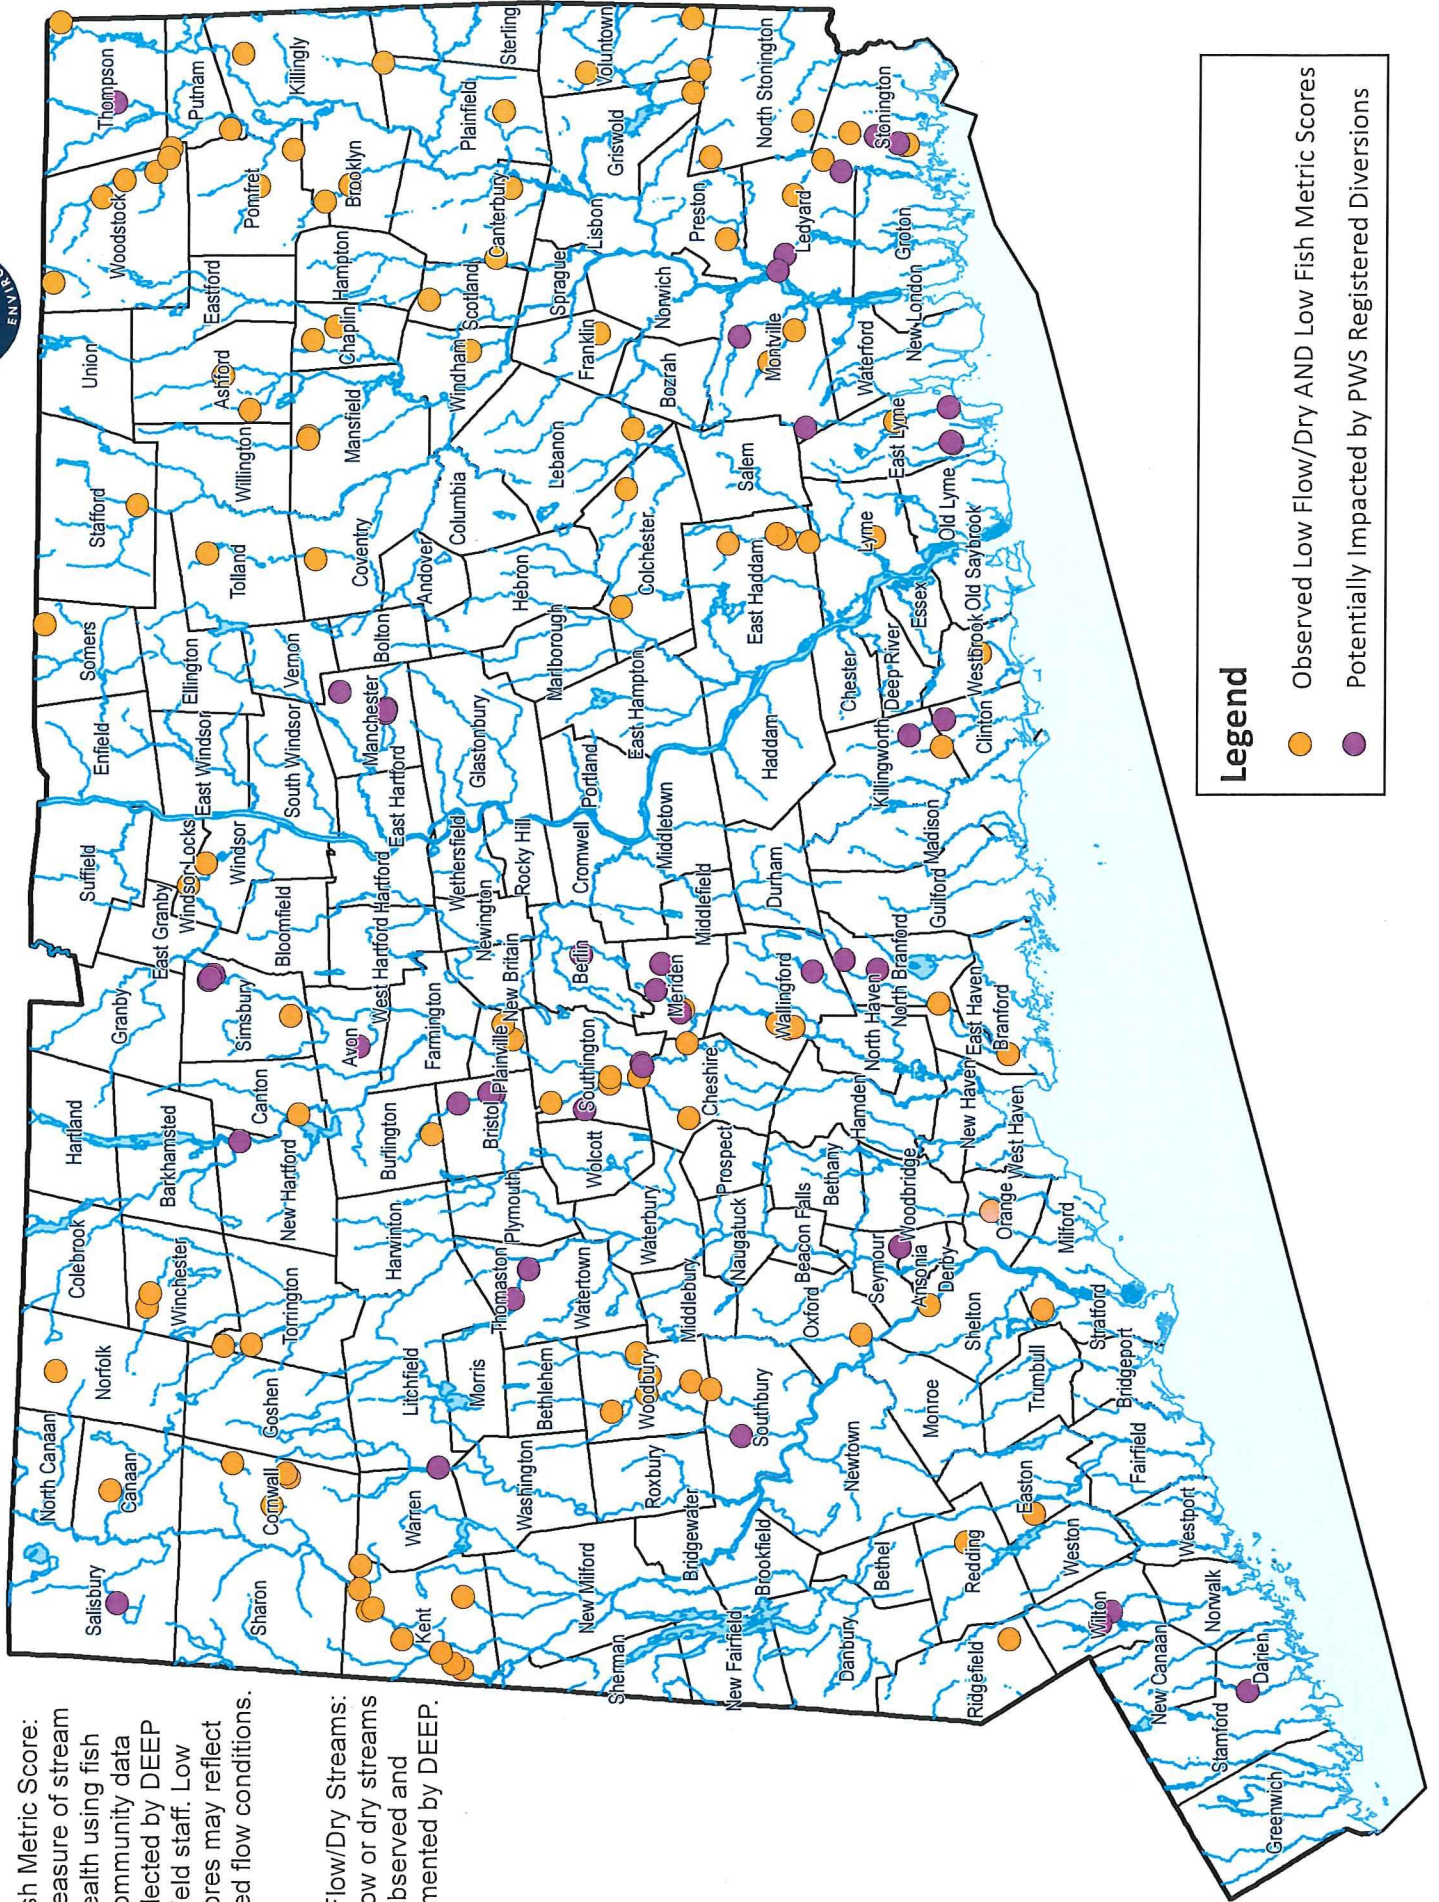 ENVIRO
sh Metric Score:
easure of stream
ealth using fish
ommunity data
llected by DEEP
eld staff. Low
ores may reflect
ed flow conditions.
Flow/Dry Streams:
ow or dry streams
bserved and
mented by DEEP.
Salisbury
North Canaan
Canaan
Norfolk
Colebrook
Hartland
Granby
Suffield
Enfield
Somers
Stafford
Union
Woodstock
Thompson
Sharon
Cornwall
Goshen
Torrington
Winchester
Barkhamsted
New Hartford
Canton
Simsbury
East Granby
Windsor Locks
Windsor
Bloomfield
East Windsor
South Windsor
Ellington
Vernon
Tolland
Willington
Ashford
Eastford
Pomfret
Putnam
Killingly
Kent
Warren
Litchfield
Harwinton
Burlington
Avon
Farmington
West Hartford
Hartford
East Hartford
Manchester
Bolton
Coventry
Andover
Mansfield
Chaplin
Hampton
Brooklyn
Sterling
Plainfield
Canterbury
Scotland
Windham
Columbia
Hebron
Glastonbury
Wethersfield
Newington
Rocky Hill
New Britain
Plainville
Bristol
Plymouth
Thomaston
Morris
Washington
Bethlehem
Watertown
Wolcott
Southington
Berlin
Cromwell
Portland
Marlborough
East Hampton
Colchester
Lebanon
Franklin
Sprague
Lisbon
Griswold
Voluntown
Bozrah
Norwich
Preston
North Stonington
New Milford
Sherman
Roxbury
Bridgewater
Woodbury
Middlebury
Waterbury
Naugatuck
Prospect
Cheshire
Meriden
Middlefield
Middletown
Durham
Haddam
East Haddam
Salem
Montville
Ledyard
Stonington
Groton
New London
Waterford
East Lyme
Old Lyme
Lyme
Essex
Old Saybrook
Westbrook
Deep River
Chester
Killingworth
Clinton
Madison
Guilford
Wallingford
North Branford
North Haven
East Haven
Branford
New Haven
Hamden
West Haven
Bethany
Woodbridge
Beacon Falls
Seymour
Ansonia
Derby
Orange
Milford
Oxford
Southbury
Shelton
Stratford
Bridgeport
Trumbull
Monroe
Newtown
Brookfield
New Fairfield
Danbury
Bethel
Redding
Easton
Fairfield
Weston
Westport
Ridgefield
Wilton
Norwalk
New Canaan
Darien
Stamford
Greenwich
Legend
Observed Low Flow/Dry AND Low Fish Metric Scores
Potentially Impacted by PWS Registered Diversions